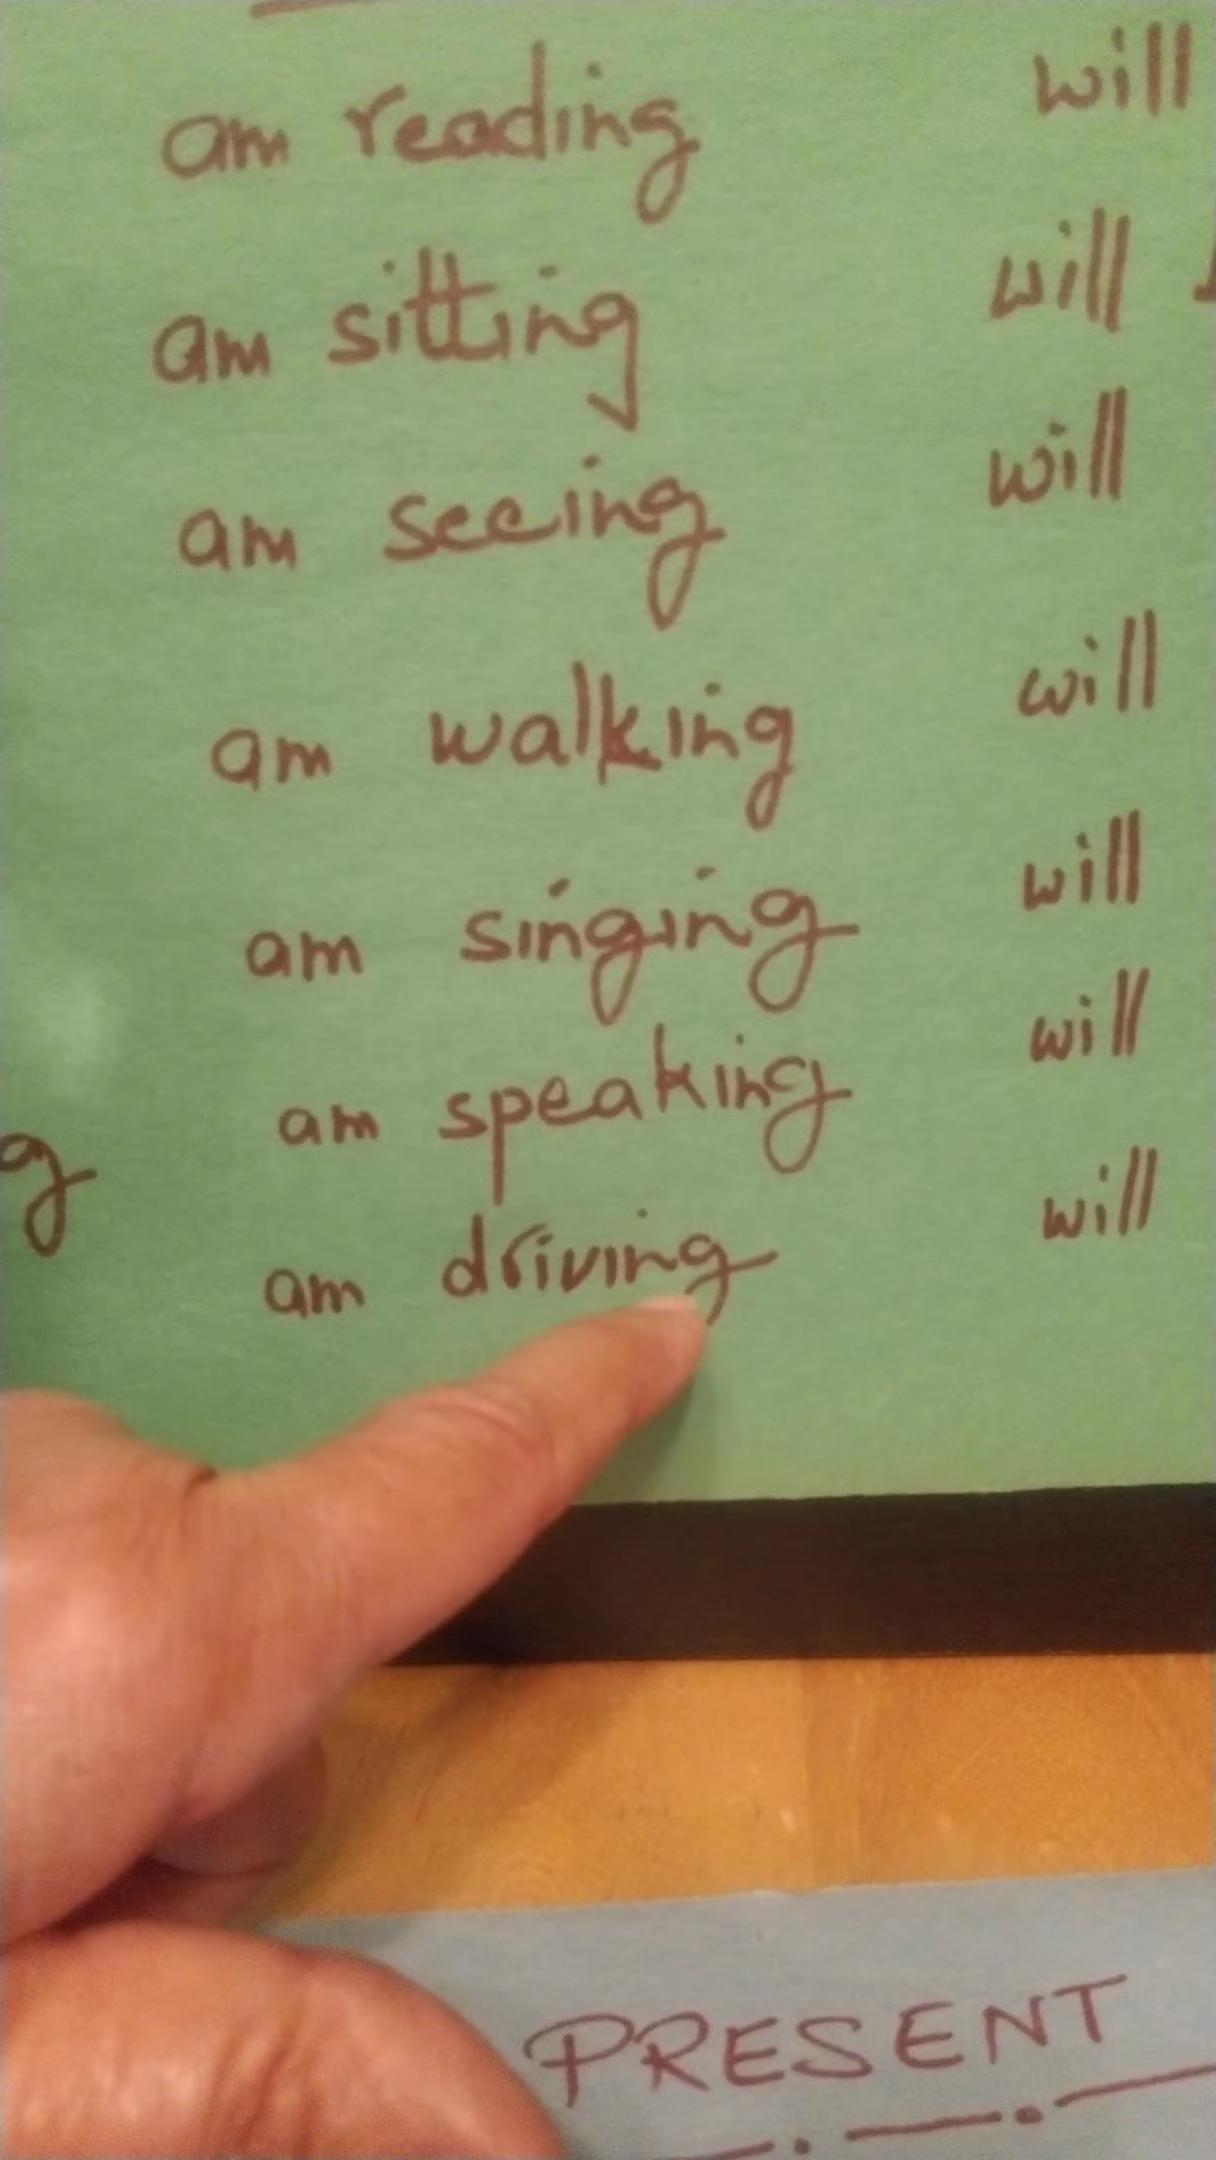 am reading will
am sitting will
am seeing will
am walking will
am singing will
am speaking will
am driving will
PRESENT